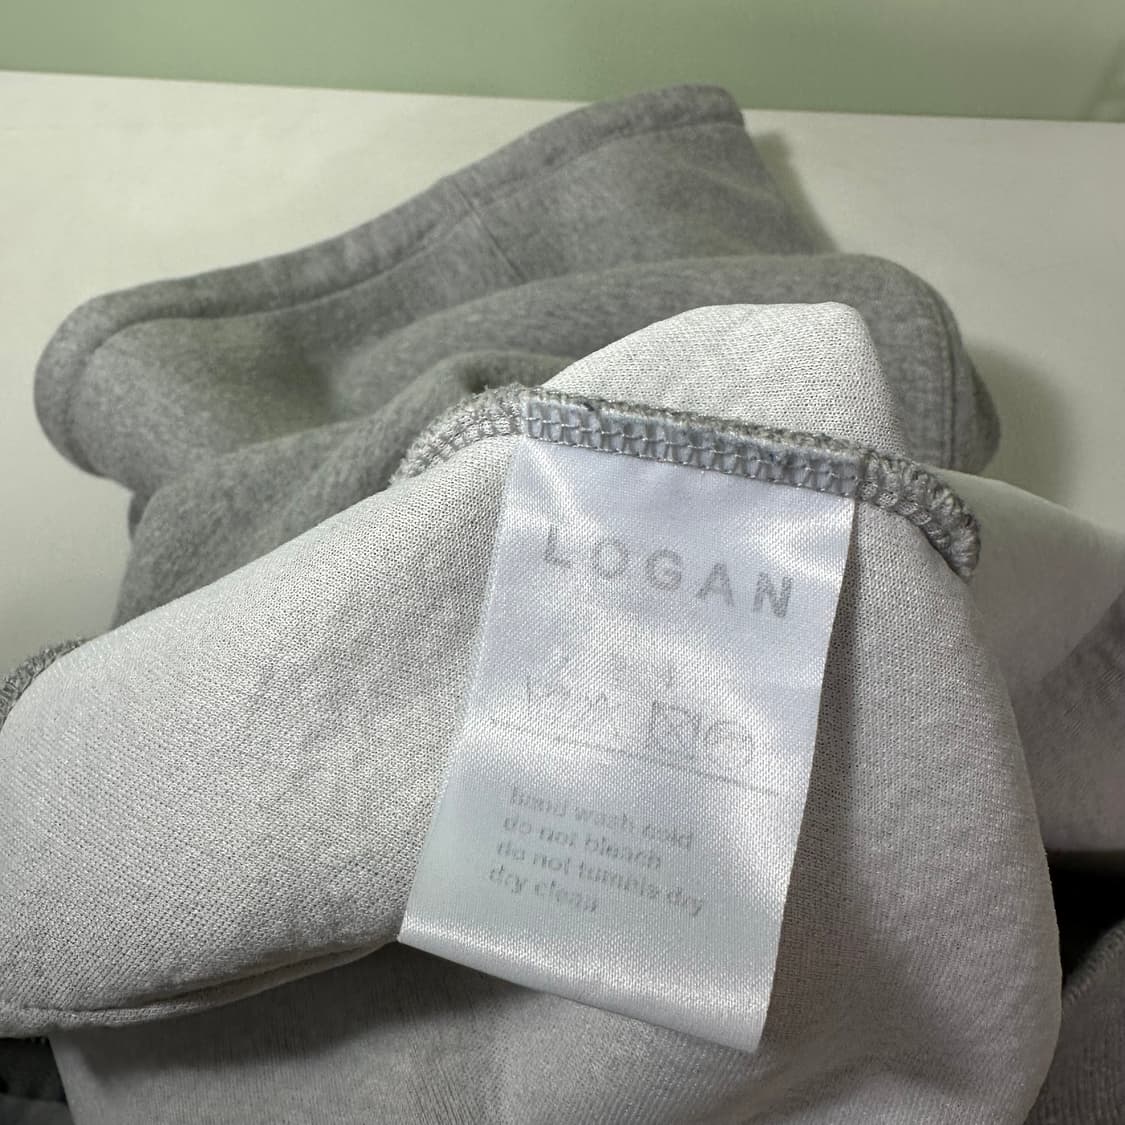 LOGAN
hand wash cold
do not bleach
do not tumble dry
dry clean